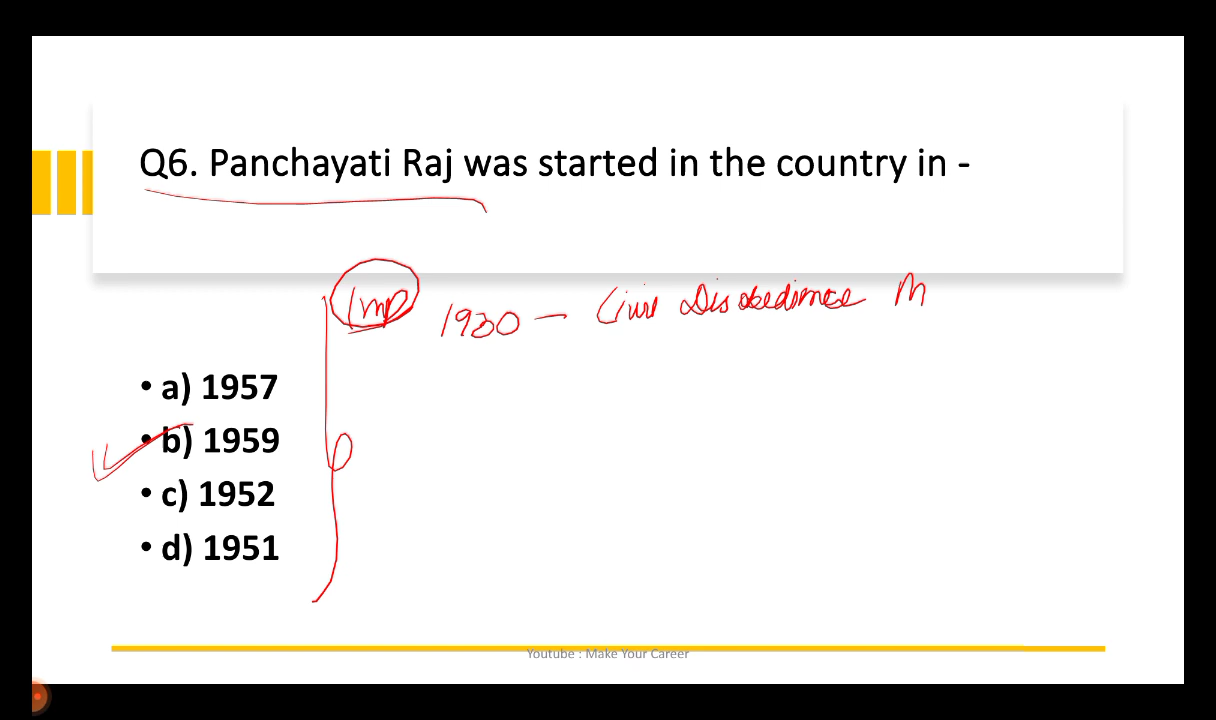 Q6. Panchayati Raj was started in the country in -
Imp
1930 — Civil Disobedience M
• a) 1957
• b) 1959
• c) 1952
• d) 1951
Youtube : Make Your Career